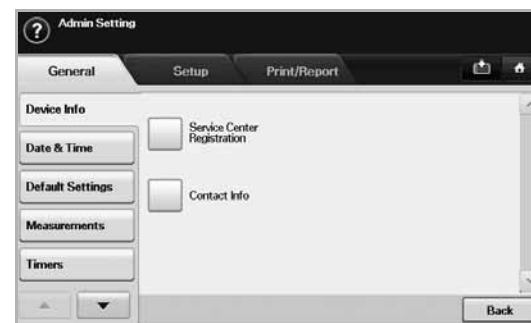 ? Admin Setting
General Setup Print/Report
Device Info
Date & Time
Default Settings
Measurements
Timers
Service Center
Registration
Contact Info
Back